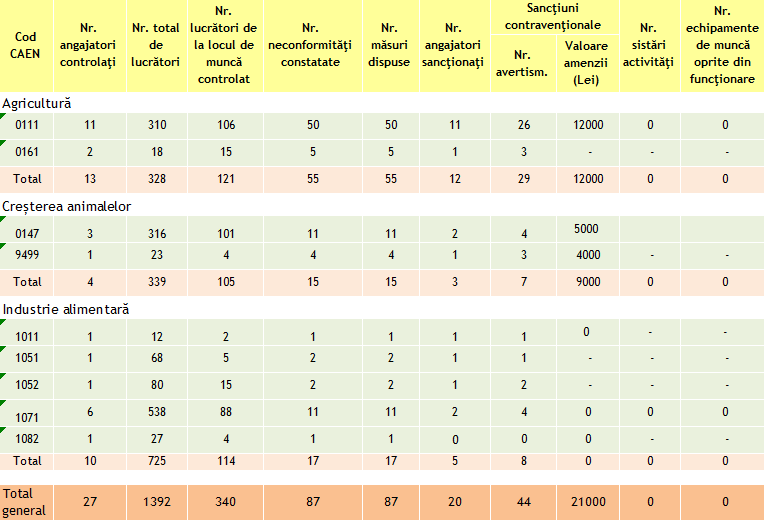 Cod CAEN | Nr. angajatori controlaţi | Nr. total de lucrători | Nr. lucrători de la locul de muncă controlat | Nr. neconformităţi constatate | Nr. măsuri dispuse | Nr. angajatori sancţionaţi | Sancţiuni contravenţionale | Nr. sistări activităţi | Nr. echipamente de muncă oprite din funcţionare
Nr. avertism. | Valoare amenzii (Lei)
Agricultură
0111 11 310 106 50 50 11 26 12000 0 0
0161 2 18 15 5 5 1 3 - - -
Total 13 328 121 55 55 12 29 12000 0 0
Creșterea animalelor
0147 3 316 101 11 11 2 4 5000
9499 1 23 4 4 4 1 3 4000 - -
Total 4 339 105 15 15 3 7 9000 0 0
Industrie alimentară
1011 1 12 2 1 1 1 1 0 - -
1051 1 68 5 2 2 1 1 - - -
1052 1 80 15 2 2 1 2 - - -
1071 6 538 88 11 11 2 4 0 0 0
1082 1 27 4 1 1 0 0 0 - -
Total 10 725 114 17 17 5 8 0 0 0
Total general 27 1392 340 87 87 20 44 21000 0 0